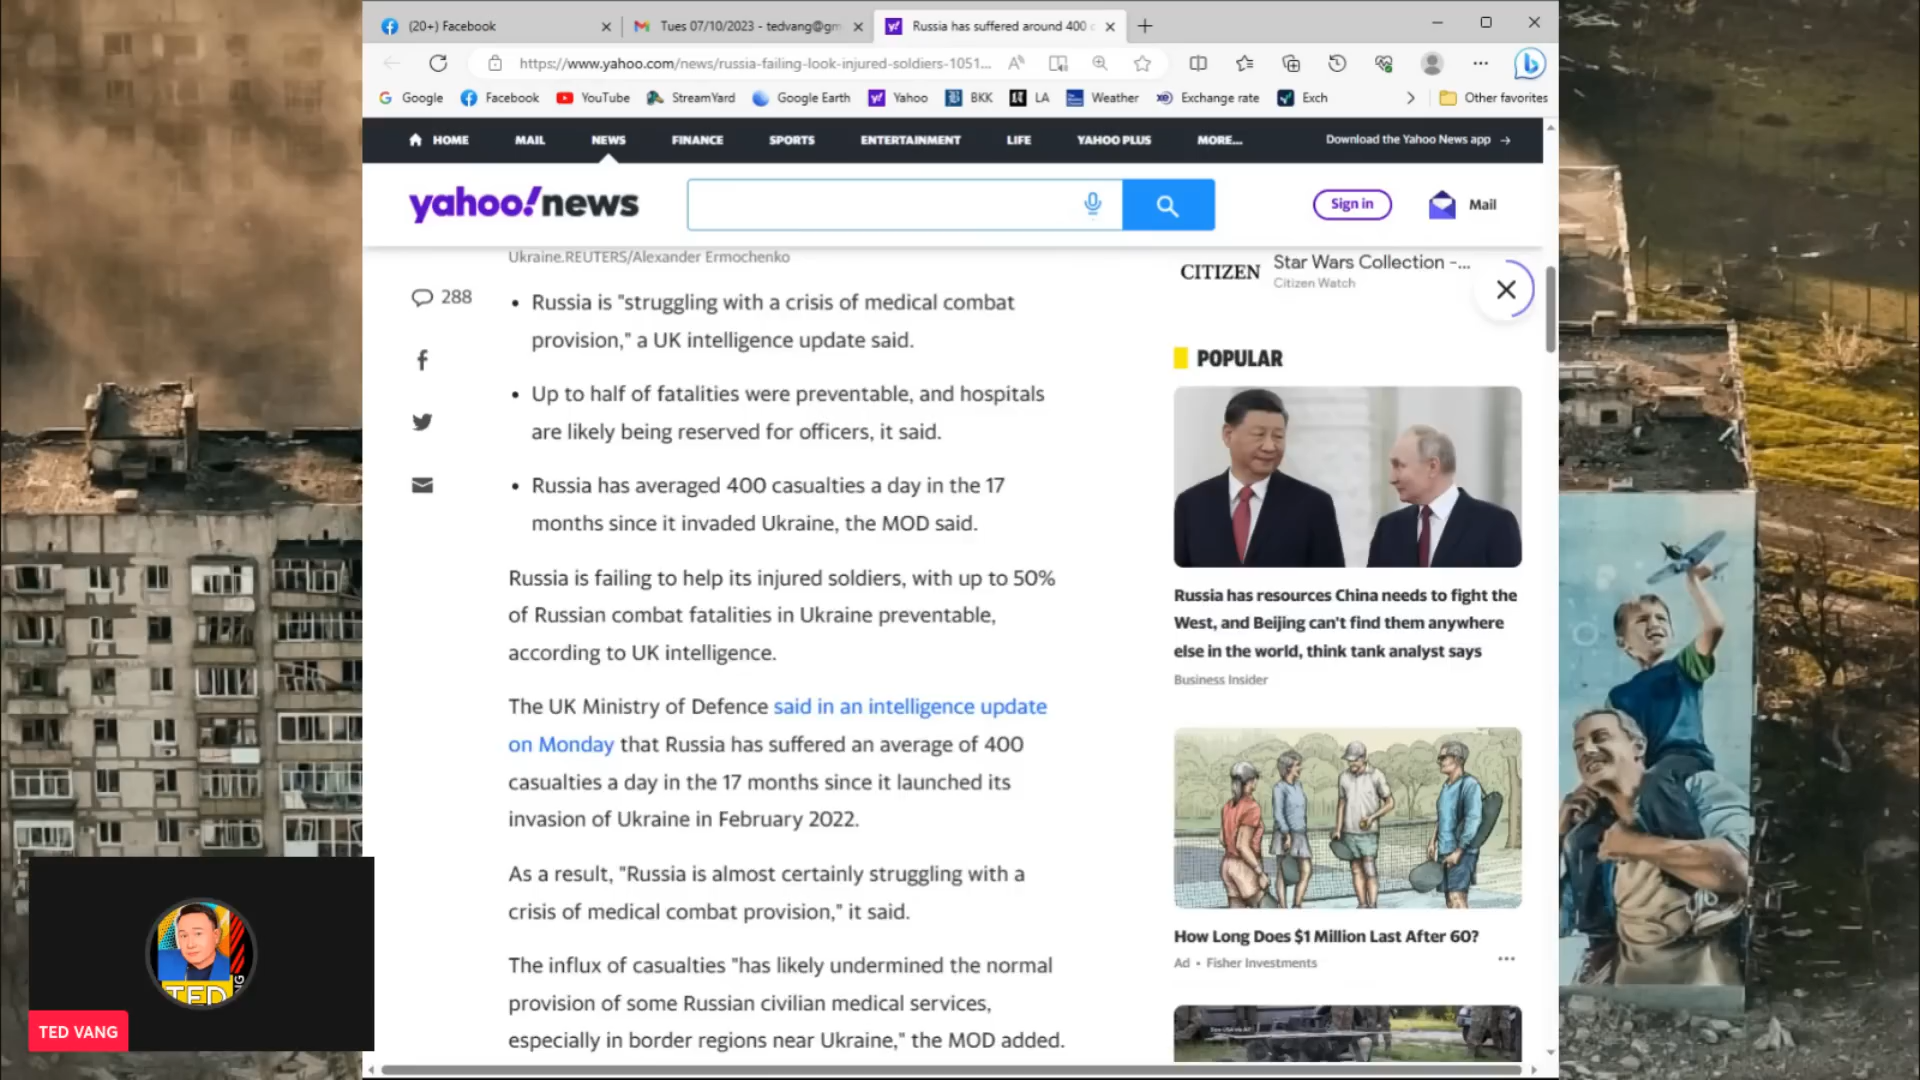 (20+) Facebook
Tues 07/10/2023 - tedvang@gm
Russia has suffered around 400 c
https://www.yahoo.com/news/russia-failing-look-injured-soldiers-1051...
Google
Facebook
YouTube
StreamYard
Google Earth
Yahoo
BKK
LA
Weather
Exchange rate
Exch
Other favorites
HOME
MAIL
NEWS
FINANCE
SPORTS
ENTERTAINMENT
LIFE
YAHOO PLUS
MORE...
Download the Yahoo News app →
yahoo!news
Sign in
Mail
Ukraine.REUTERS/Alexander Ermochenko
288
• Russia is "struggling with a crisis of medical combat
provision," a UK intelligence update said.
• Up to half of fatalities were preventable, and hospitals
are likely being reserved for officers, it said.
• Russia has averaged 400 casualties a day in the 17
months since it invaded Ukraine, the MOD said.
Russia is failing to help its injured soldiers, with up to 50%
of Russian combat fatalities in Ukraine preventable,
according to UK intelligence.
The UK Ministry of Defence said in an intelligence update
on Monday that Russia has suffered an average of 400
casualties a day in the 17 months since it launched its
invasion of Ukraine in February 2022.
As a result, "Russia is almost certainly struggling with a
crisis of medical combat provision," it said.
The influx of casualties "has likely undermined the normal
provision of some Russian civilian medical services,
especially in border regions near Ukraine," the MOD added.
CITIZEN
Star Wars Collection -...
Citizen Watch
POPULAR
Russia has resources China needs to fight the
West, and Beijing can't find them anywhere
else in the world, think tank analyst says
Business Insider
How Long Does $1 Million Last After 60?
Ad • Fisher Investments
TED
TED VANG